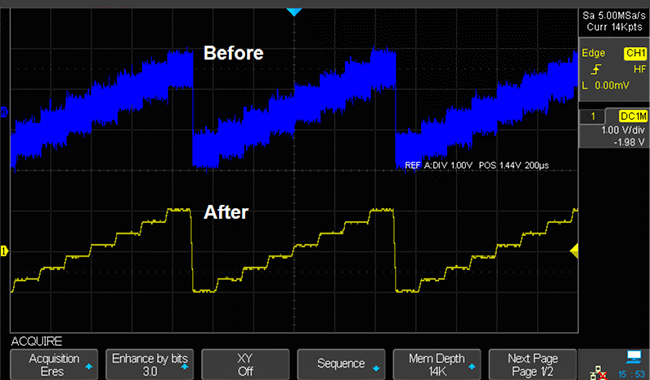 Sa 5.00MSa/s
Curr 14Kpts
Before
Edge CH1
HF
L 0.00mV
1 DC1M
1.00 V/div
-1.98 V
REF A:DIV 1.00V POS 1.44V 200μs
After
1
ACQUIRE
Acquisition
Eres
Enhance by bits
3.0
XY
Off
Sequence
Mem Depth
14K
Next Page
Page 1/2
15 : 53